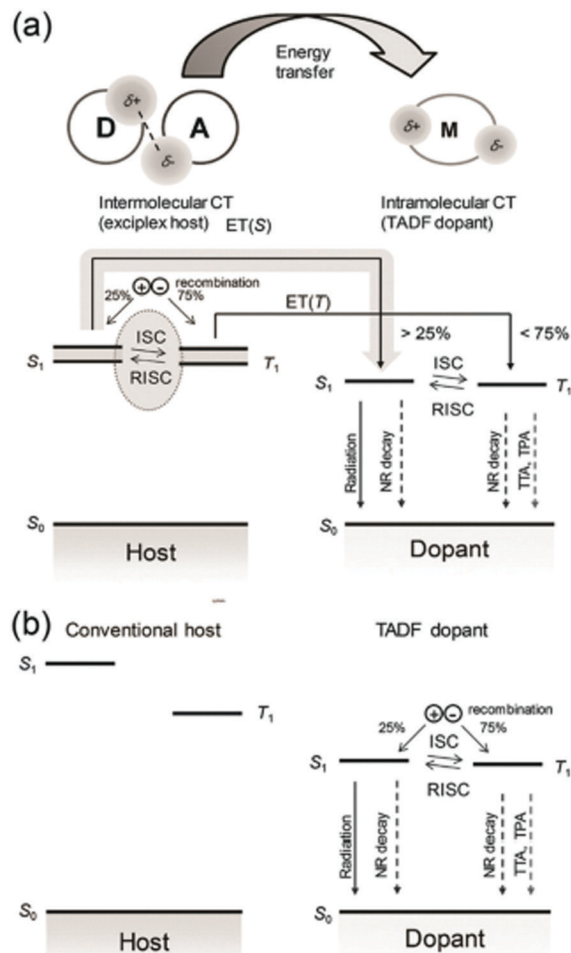 (a)
Energy
transfer
δ+
D
A
δ-
δ+
M
δ-
Intermolecular CT
(exciplex host)
ET(S)
Intramolecular CT
(TADF dopant)
recombination
25%
+ -
75%
ET(T)
> 25%
< 75%
S1
ISC
RISC
T1
S1
ISC
RISC
T1
Radiation
NR decay
NR decay
TTA, TPA
S0
Host
S0
Dopant
(b)
Conventional host
TADF dopant
S1
T1
+ -
recombination
25%
75%
S1
ISC
RISC
T1
Radiation
NR decay
NR decay
TTA, TPA
S0
Host
S0
Dopant